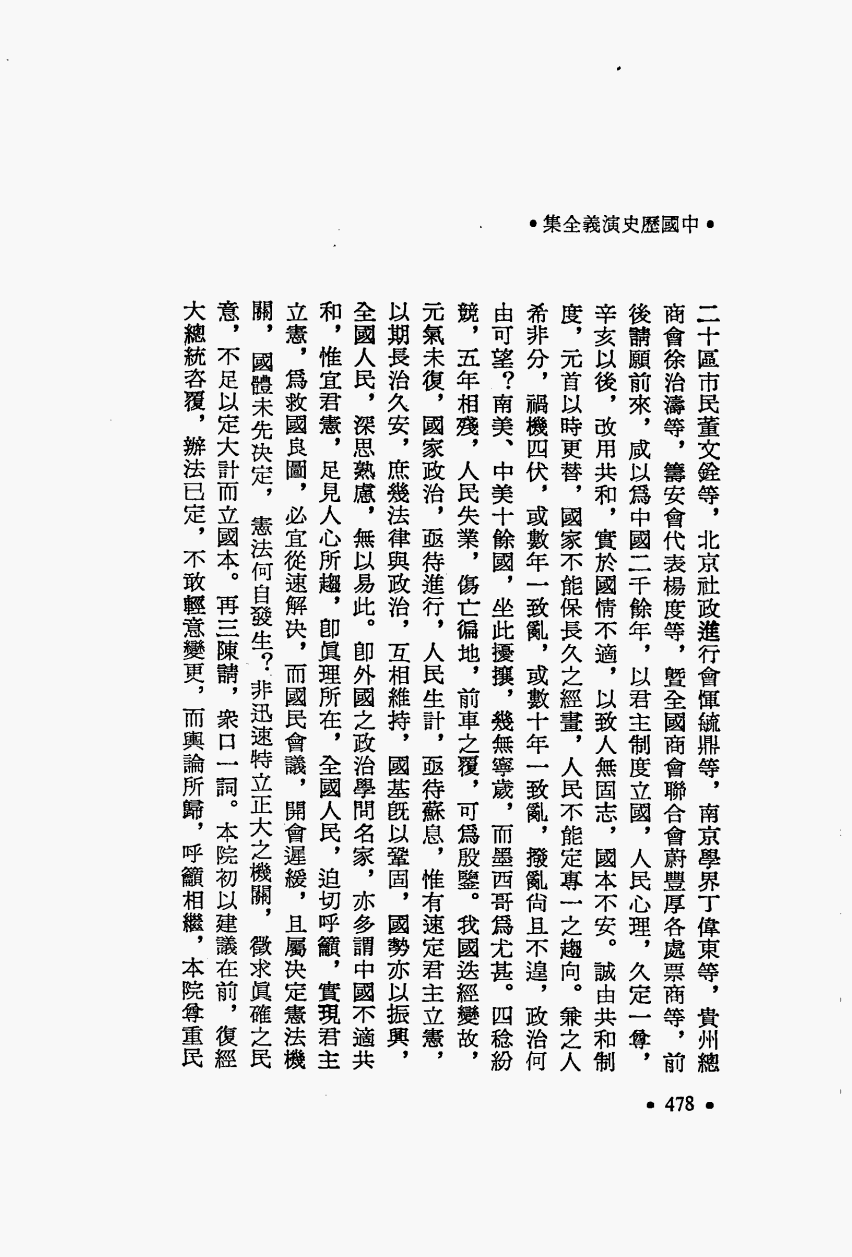 •中國歷史演義全集•
二十區市民董文銓等，北京社政進行會惲毓鼎等，南京學界丁偉東等，貴州總
商會徐治濤等，籌安會代表楊度等，曁全國商會聯合會蔚豐厚各處票商等，前
後請願前來，咸以爲中國二千餘年，以君主制度立國，人民心理，久定一尊，
辛亥以後，改用共和，實於國情不適，以致人無固志，國本不安。誠由共和制
度，元首以時更替，國家不能保長久之經畫，人民不能定專一之趨向。兼之人
希非分，禍機四伏，或數年一致亂，或數十年一致亂，撥亂尙且不遑，政治何
由可望？南美、中美十餘國，坐此擾攘，幾無寧歲，而墨西哥爲尤甚。四稔紛
競，五年相殘，人民失業，傷亡徧地，前車之覆，可爲殷鑒。我國迭經變故，
元氣未復，國家政治，亟待進行，人民生計，亟待蘇息，惟有速定君主立憲，
以期長治久安，庶幾法律與政治，互相維持，國基旣以鞏固，國勢亦以振興，
全國人民，深思熟慮，無以易此。卽外國之政治學問名家，亦多謂中國不適共
和，惟宜君憲，足見人心所趨，卽眞理所在，全國人民，迫切呼籲，實現君主
立憲，爲救國良圖，必宜從速解決，而國民會議，開會遲緩，且屬決定憲法機
關，國體未先決定，憲法何自發生？非迅速特立正大之機關，徵求眞確之民
意，不足以定大計而立國本。再三陳請，衆口一詞。本院初以建議在前，復經
大總統咨覆，辦法已定，不敢輕意變更，而輿論所歸，呼籲相繼，本院尊重民
•478•